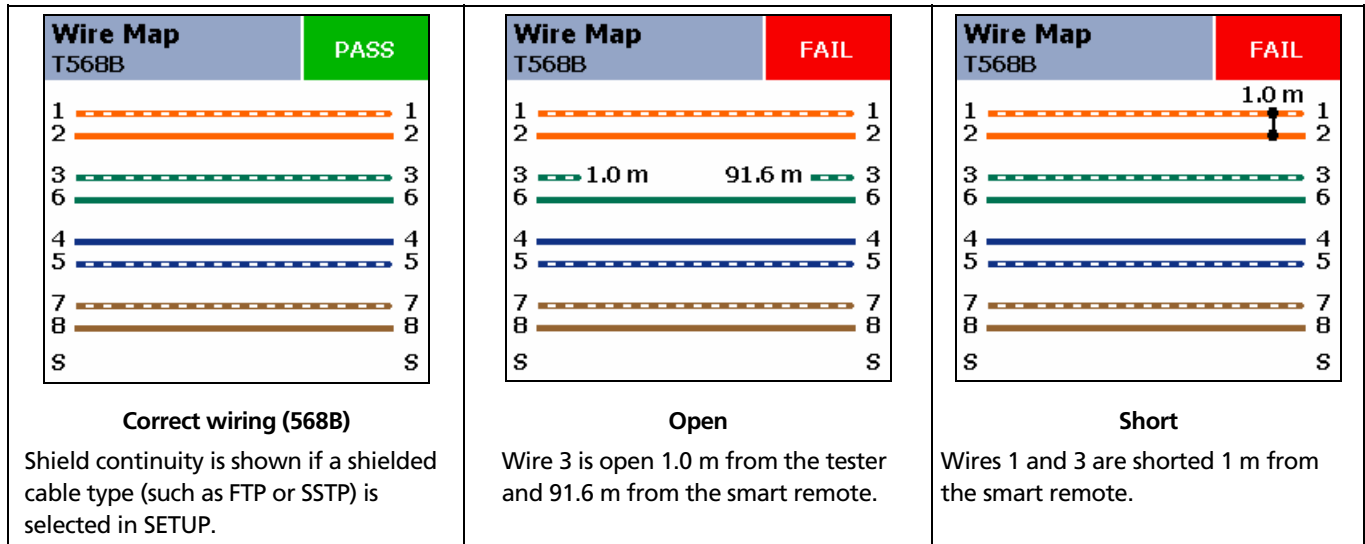 Wire Map
T568B
PASS
1 1
2 2
3 3
6 6
4 4
5 5
7 7
8 8
S S
Correct wiring (568B)
Shield continuity is shown if a shielded
cable type (such as FTP or SSTP) is
selected in SETUP.
Wire Map
T568B
FAIL
1 1
2 2
3 1.0 m 91.6 m 3
6 6
4 4
5 5
7 7
8 8
S S
Open
Wire 3 is open 1.0 m from the tester
and 91.6 m from the smart remote.
Wire Map
T568B
FAIL
1.0 m
1 1
2 2
3 3
6 6
4 4
5 5
7 7
8 8
S S
Short
Wires 1 and 3 are shorted 1 m from
the smart remote.